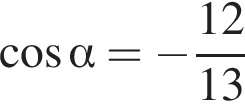 cos α = −12/13